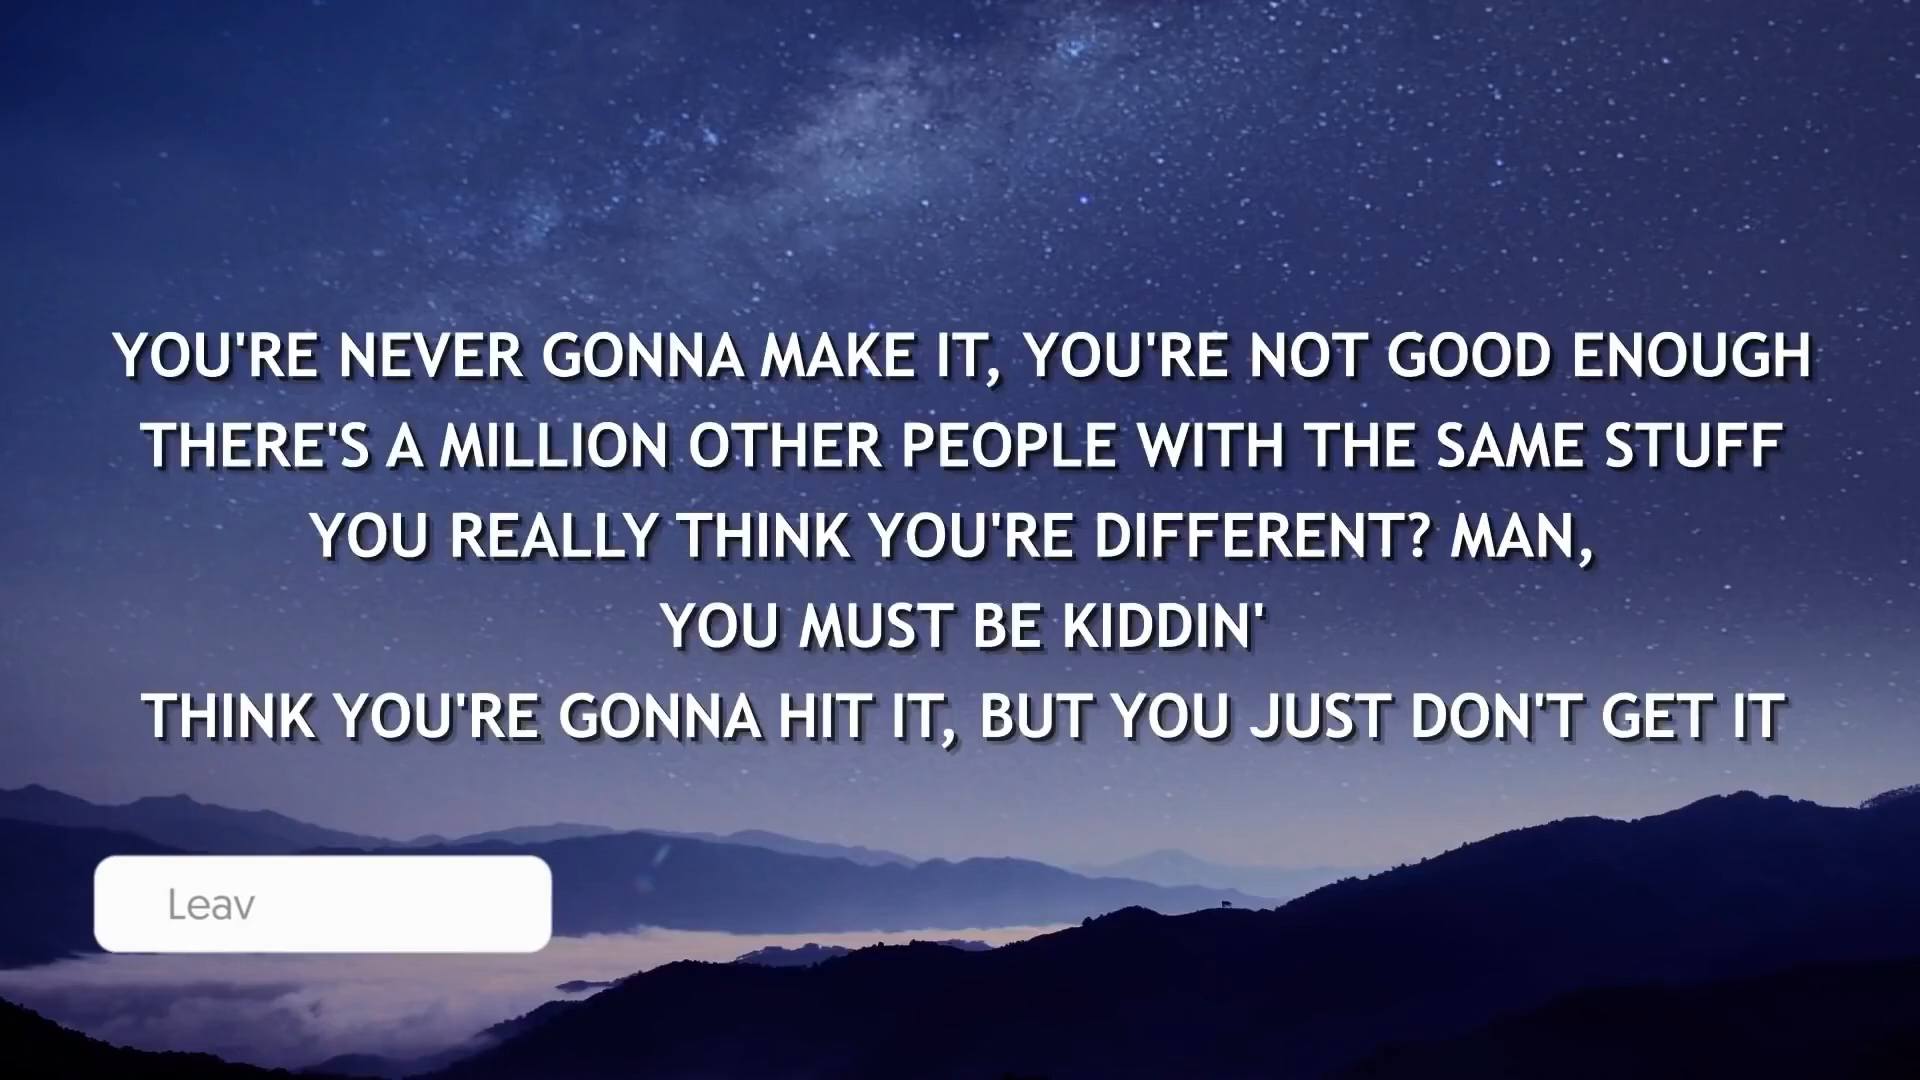 YOU'RE NEVER GONNA MAKE IT, YOU'RE NOT GOOD ENOUGH
THERE'S A MILLION OTHER PEOPLE WITH THE SAME STUFF
YOU REALLY THINK YOU'RE DIFFERENT? MAN,
YOU MUST BE KIDDIN'
THINK YOU'RE GONNA HIT IT, BUT YOU JUST DON'T GET IT
Leav